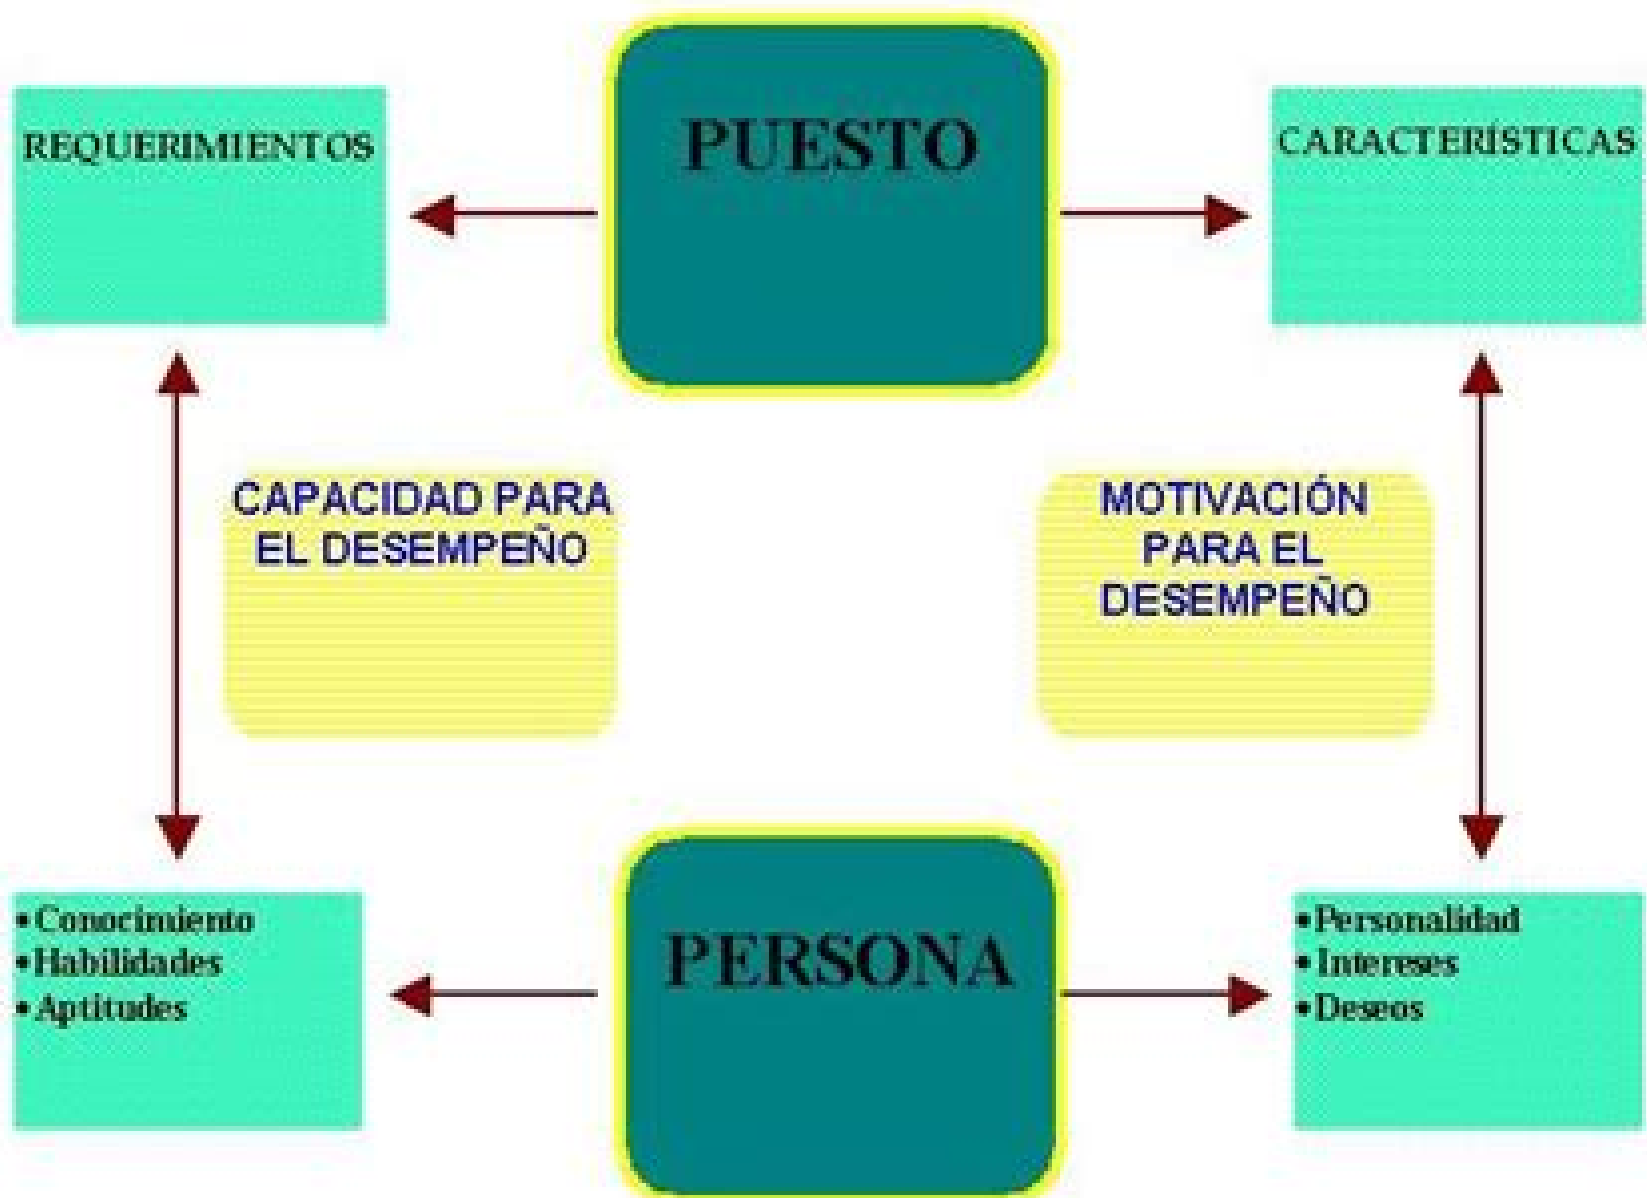 PUESTO
REQUERIMIENTOS
CARACTERÍSTICAS
CAPACIDAD PARA
EL DESEMPEÑO
MOTIVACIÓN
PARA EL
DESEMPEÑO
•Conocimiento
•Habilidades
•Aptitudes
PERSONA
•Personalidad
•Intereses
•Deseos